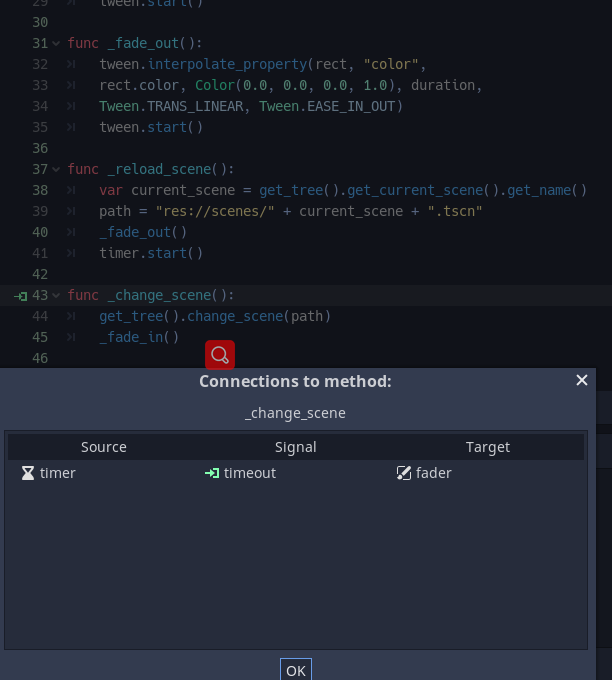 29 tween.start()
30
31 func _fade_out():
32 tween.interpolate_property(rect, "color",
33 rect.color, Color(0.0, 0.0, 0.0, 1.0), duration,
34 Tween.TRANS_LINEAR, Tween.EASE_IN_OUT)
35 tween.start()
36
37 func _reload_scene():
38 var current_scene = get_tree().get_current_scene().get_name()
39 path = "res://scenes/" + current_scene + ".tscn"
40 _fade_out()
41 timer.start()
42
43 func _change_scene():
44 get_tree().change_scene(path)
45 _fade_in()
46
Connections to method:
_change_scene
Source Signal Target
timer timeout fader
OK